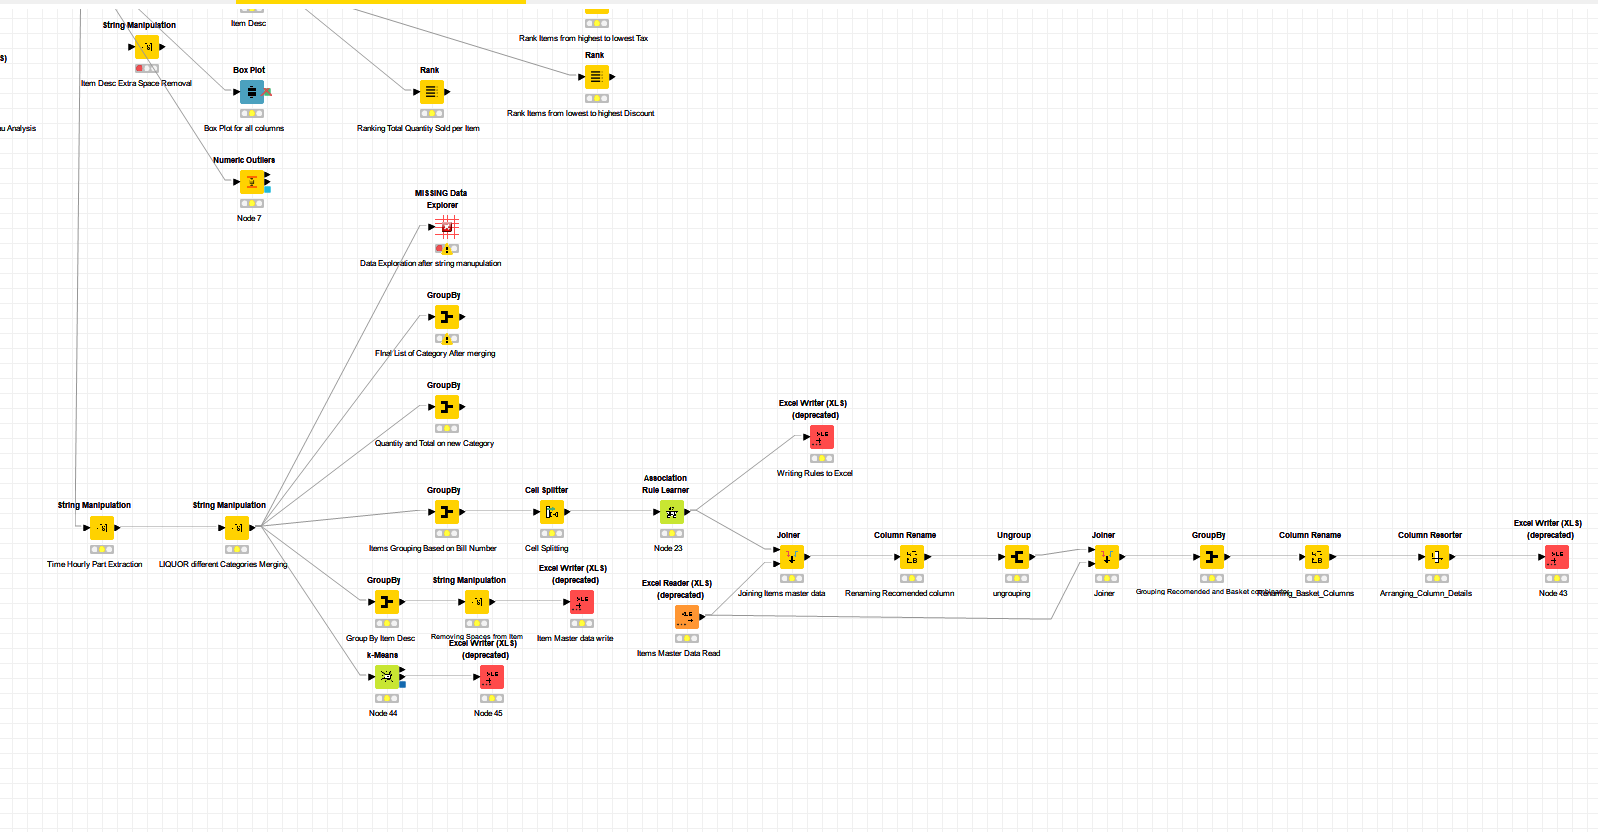 String Manipulation
Item Desc Extra Space Removal
Item Desc
Rank Items from highest to lowest Tax
Box Plot
Box Plot for all columns
Rank
Ranking Total Quantity Sold per Item
Rank
Rank Items from lowest to highest Discount
S)
u Analysis
Numeric Outliers
Node 7
MISSING Data
Explorer
Data Exploration after string manupulation
GroupBy
FInal List of Category After merging
GroupBy
Quantity and Total on new Category
Excel Writer (XLS)
(deprecated)
Writing Rules to Excel
String Manipulation
Time Hourly Part Extraction
String Manipulation
LIQUOR different Categories Merging
GroupBy
Items Grouping Based on Bill Number
Cell Splitter
Cell Splitting
Association
Rule Learner
Node 23
Joiner
Joining Items master data
Column Rename
Renaming Recomended column
Ungroup
ungrouping
Joiner
Joiner
GroupBy
Grouping Recomended and Basket combination
Column Rename
Renaming_Basket_Columns
Column Resorter
Arranging_Column_Details
Excel Writer (XLS)
(deprecated)
Node 43
GroupBy
Group By Item Desc
String Manipulation
Removing Spaces from Item
Excel Writer (XLS)
(deprecated)
Item Master data write
Excel Reader (XLS)
(deprecated)
Items Master Data Read
k-Means
Node 44
Excel Writer (XLS)
(deprecated)
Node 45